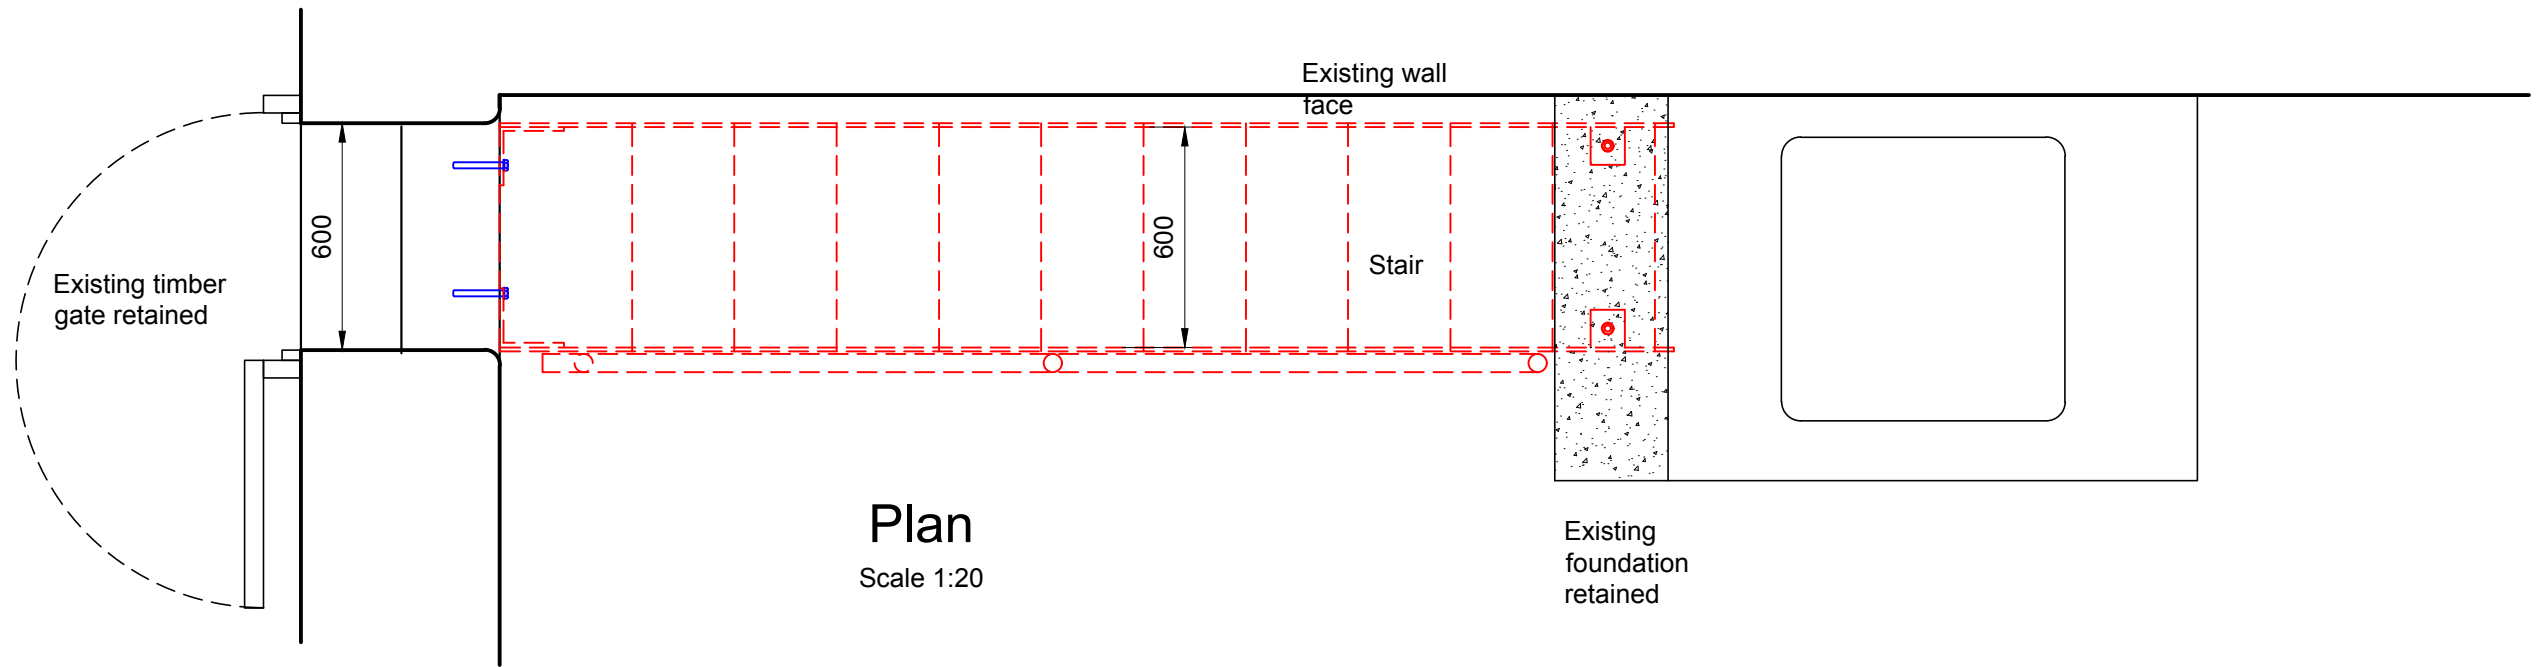 Existing wall
face
600
600
Stair
Existing timber
gate retained
Plan
Scale 1:20
Existing
foundation
retained